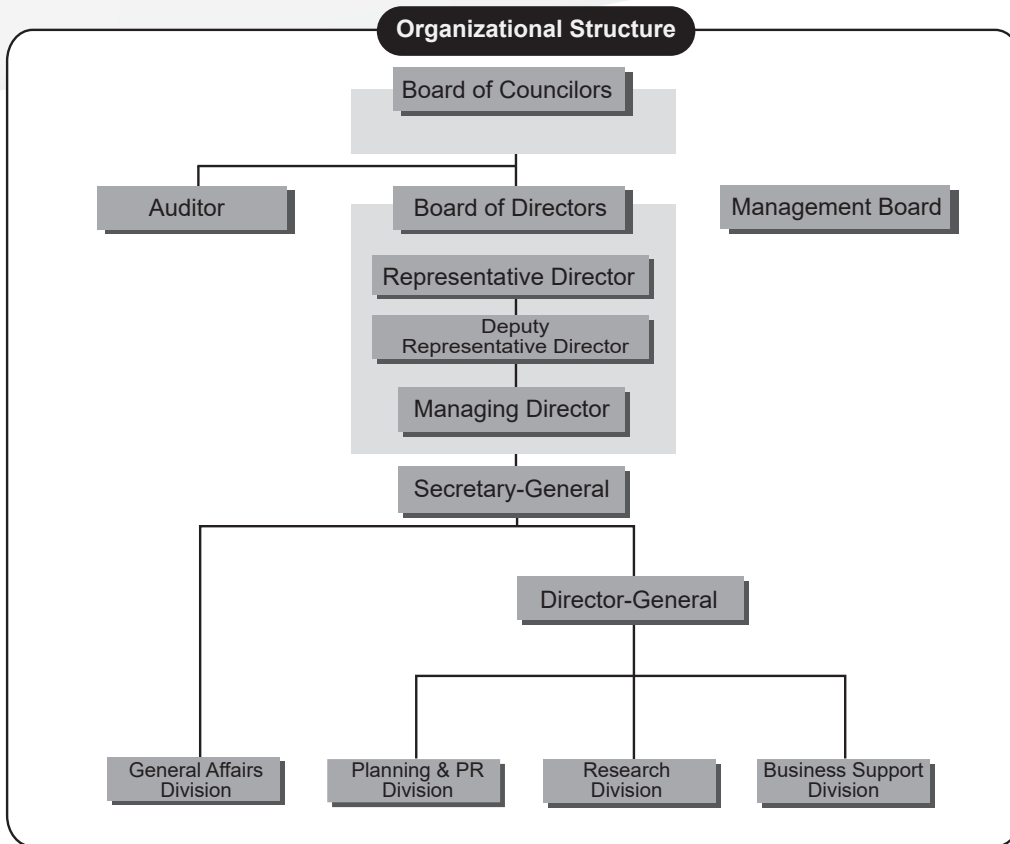 Organizational Structure
Board of Councilors
Auditor
Board of Directors
Management Board
Representative Director
Deputy
Representative Director
Managing Director
Secretary-General
Director-General
General Affairs
Division
Planning & PR
Division
Research
Division
Business Support
Division